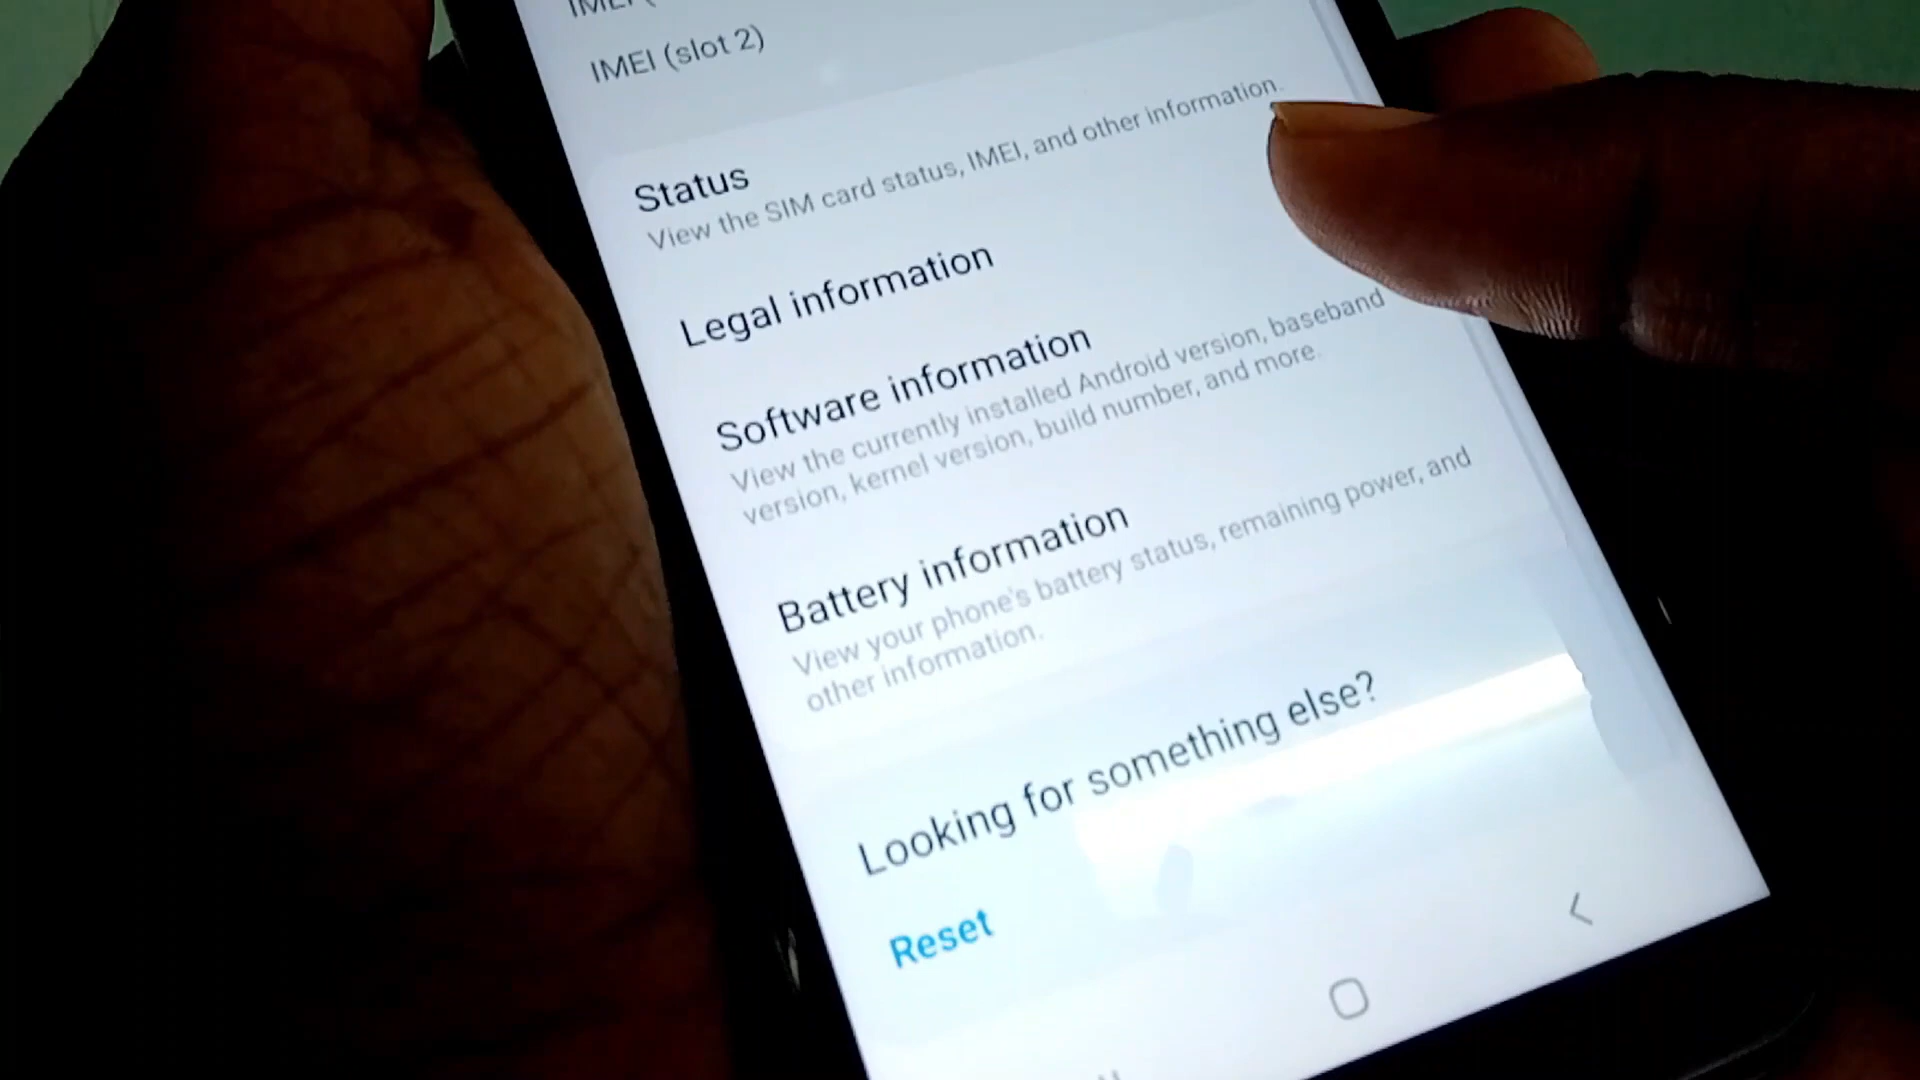 IMEI (slot 2)
Status
View the SIM card status, IMEI, and other information.
Legal information
Software information
View the currently installed Android version, baseband
version, kernel version, build number, and more.
Battery information
View your phone's battery status, remaining power, and
other information.
Looking for something else?
Reset